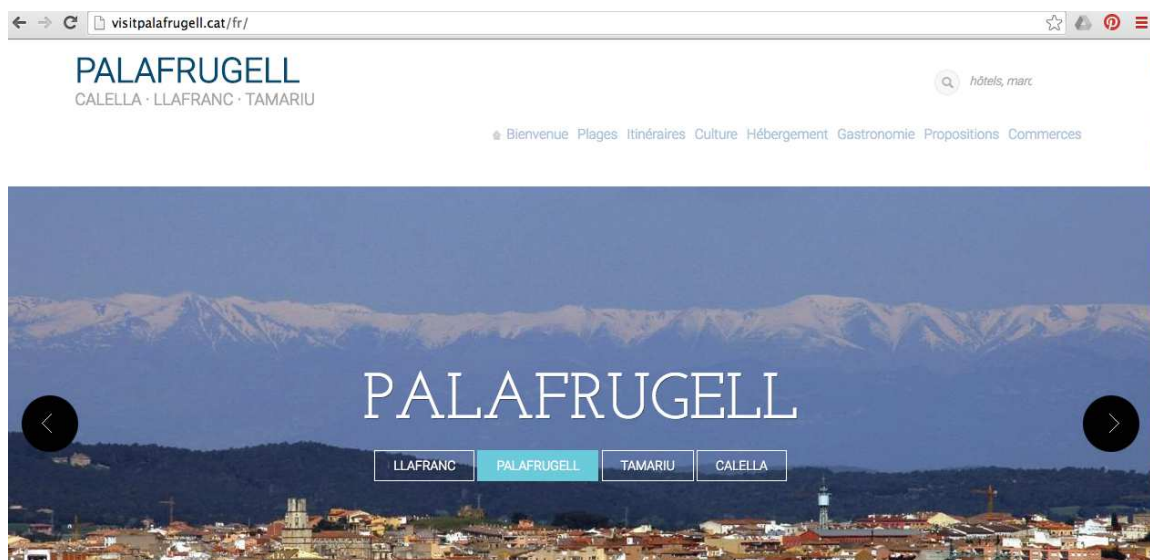 visitpalafrugell.cat/fr/
PALAFRUGELL
CALELLA · LLAFRANC · TAMARIU
hôtels, marc
Bienvenue Plages Itinéraires Culture Hébergement Gastronomie Propositions Commerces
PALAFRUGELL
LLAFRANC PALAFRUGELL TAMARIU CALELLA